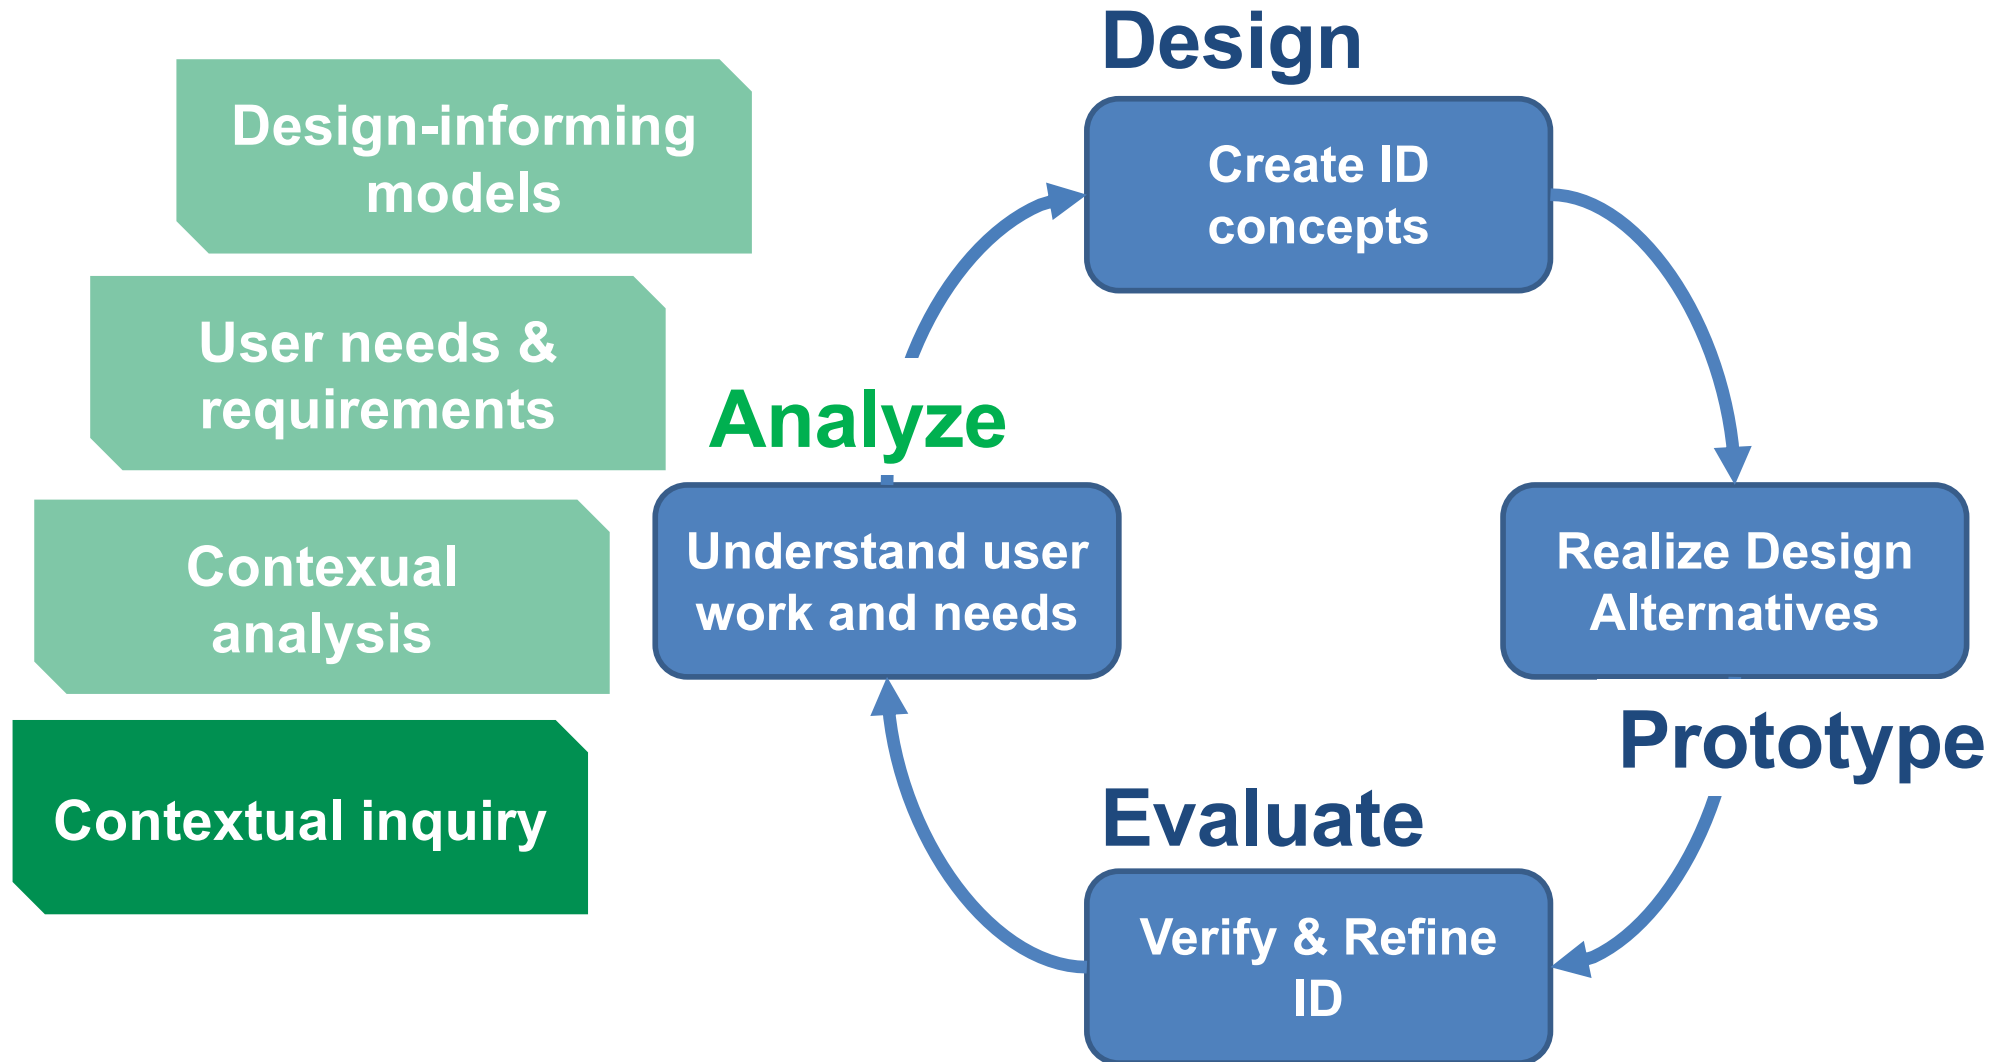 Design
Design-informing
models
Create ID
concepts
User needs &
requirements
Analyze
Contexual
analysis
Understand user
work and needs
Realize Design
Alternatives
Prototype
Contextual inquiry
Evaluate
Verify & Refine
ID